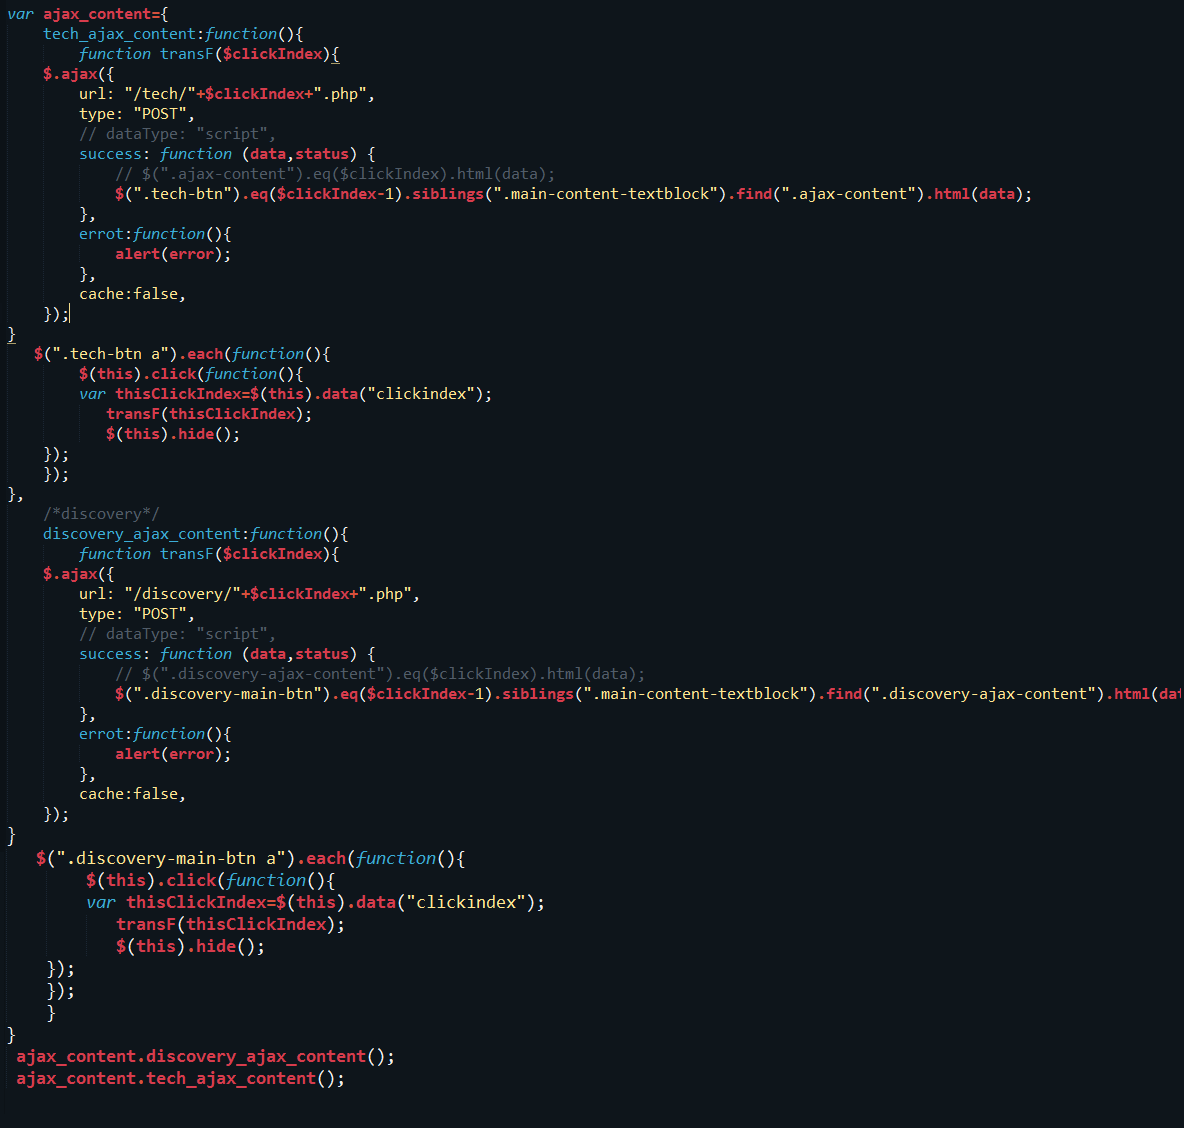 var ajax_content={
tech_ajax_content:function(){
function transF($clickIndex){
$.ajax({
url: "/tech/"+$clickIndex+".php",
type: "POST",
// dataType: "script",
success: function (data,status) {
// $(".ajax-content").eq($clickIndex).html(data);
$(".tech-btn").eq($clickIndex-1).siblings(".main-content-textblock").find(".ajax-content").html(data);
},
errot:function(){
alert(error);
},
cache:false,
});
}
$(".tech-btn a").each(function(){
$(this).click(function(){
var thisClickIndex=$(this).data("clickindex");
transF(thisClickIndex);
$(this).hide();
});
});
},
/*discovery*/
discovery_ajax_content:function(){
function transF($clickIndex){
$.ajax({
url: "/discovery/"+$clickIndex+".php",
type: "POST",
// dataType: "script",
success: function (data,status) {
// $(".discovery-ajax-content").eq($clickIndex).html(data);
$(".discovery-main-btn").eq($clickIndex-1).siblings(".main-content-textblock").find(".discovery-ajax-content").html(dat
},
errot:function(){
alert(error);
},
cache:false,
});
}
$(".discovery-main-btn a").each(function(){
$(this).click(function(){
var thisClickIndex=$(this).data("clickindex");
transF(thisClickIndex);
$(this).hide();
});
});
}
}
ajax_content.discovery_ajax_content();
ajax_content.tech_ajax_content();